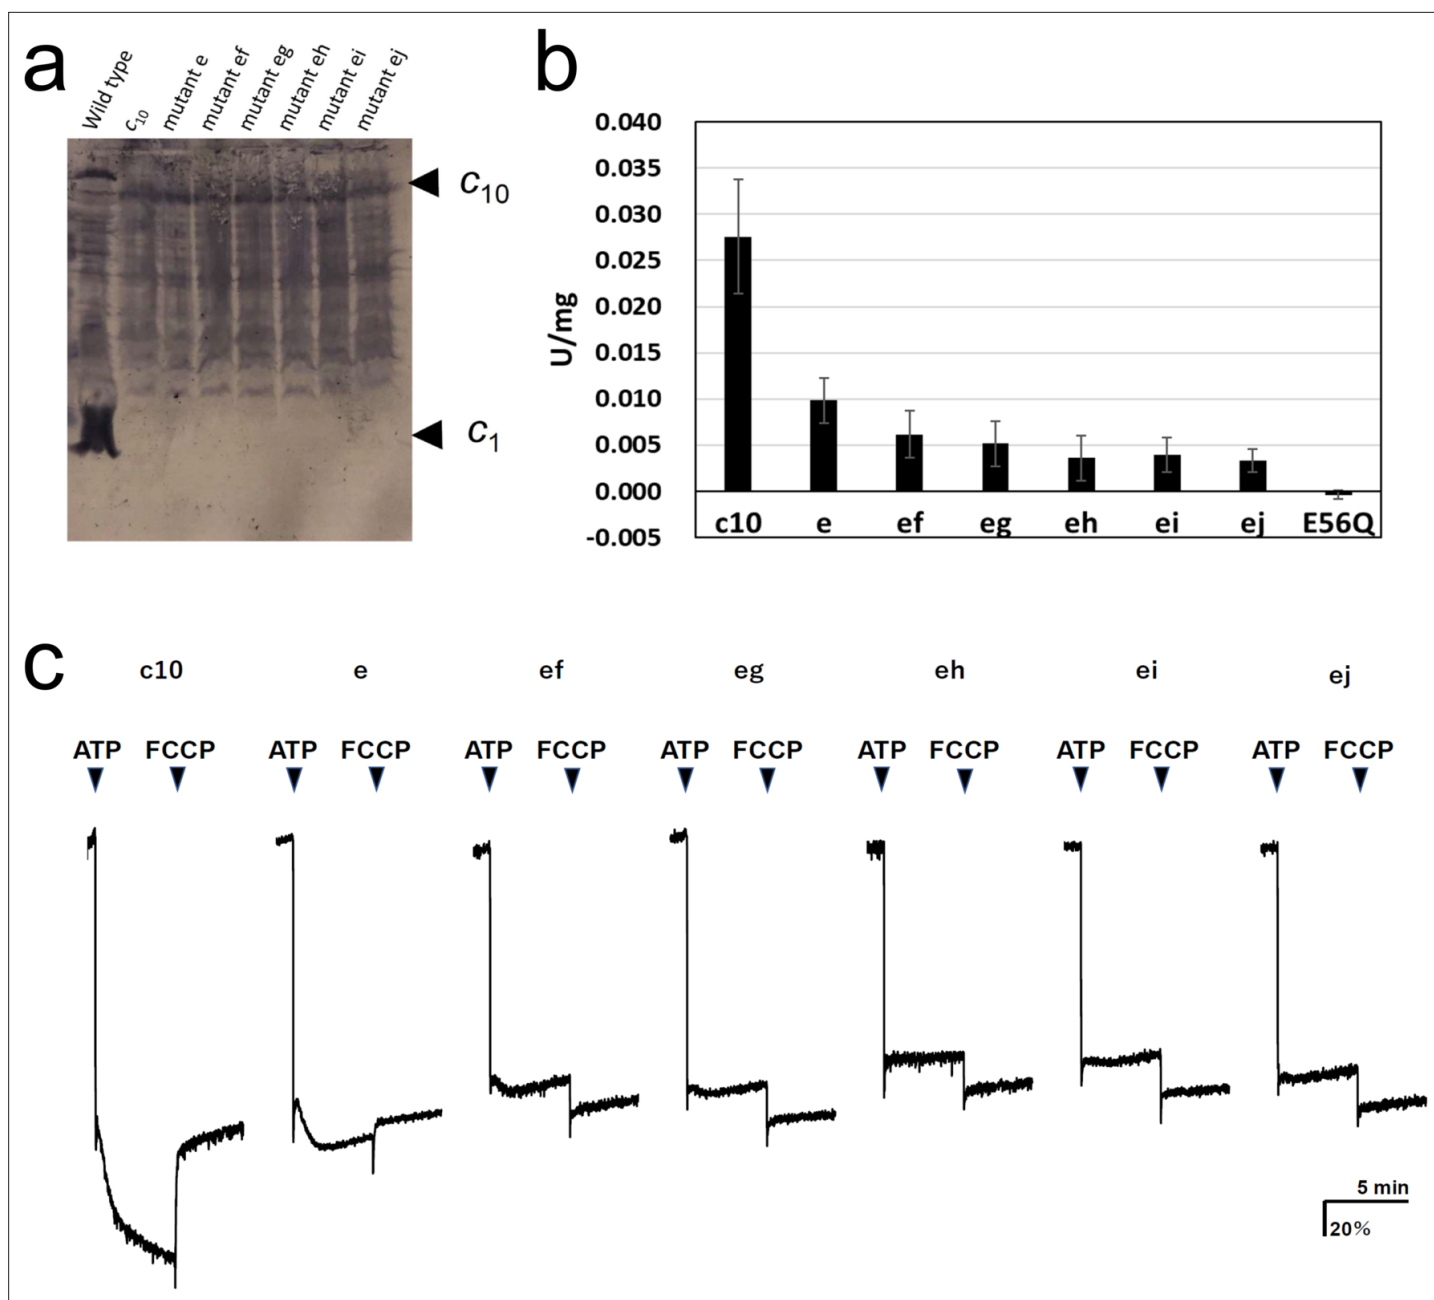 a
Wild type
c10
mutant e
mutant ef
mutant eg
mutant eh
mutant ei
mutant ej
c10
c1
b
0.040
0.035
0.030
0.025
0.020
0.015
0.010
0.005
0.000
-0.005
U/mg
c10 e ef eg eh ei ej E56Q
c
c10 e ef eg eh ei ej
ATP FCCP ATP FCCP ATP FCCP ATP FCCP ATP FCCP ATP FCCP ATP FCCP
5 min
20%